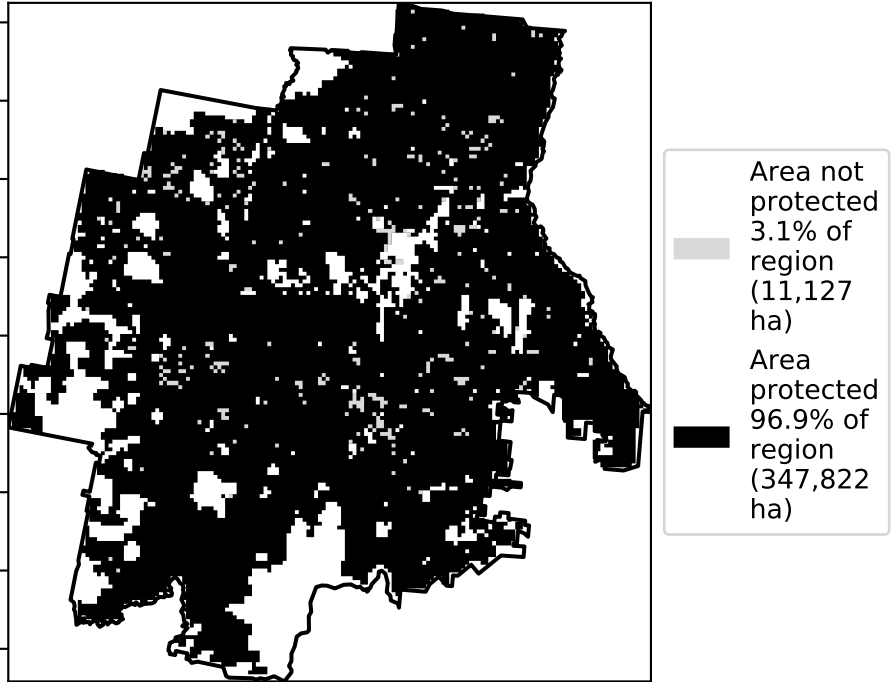 Area not
protected
3.1% of
region
(11,127
ha)
Area
protected
96.9% of
region
(347,822
ha)